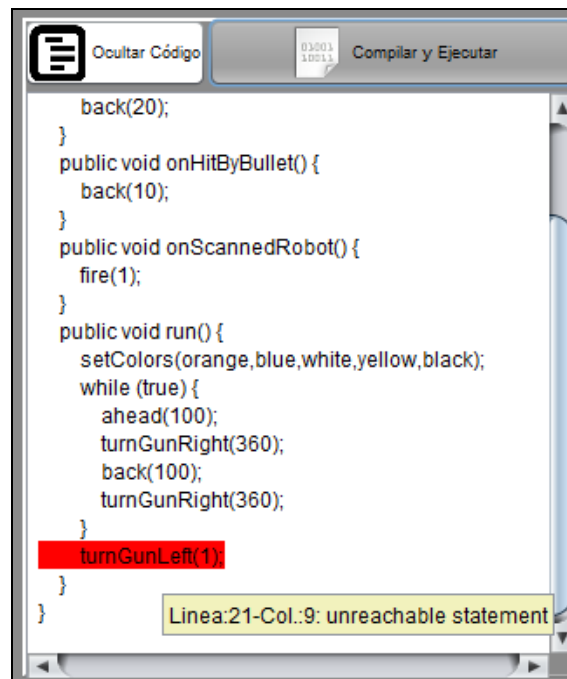 Ocultar Código
01001
10011
Compilar y Ejecutar
back(20);
}
public void onHitByBullet() {
back(10);
}
public void onScannedRobot() {
fire(1);
}
public void run() {
setColors(orange,blue,white,yellow,black);
while (true) {
ahead(100);
turnGunRight(360);
back(100);
turnGunRight(360);
}
turnGunLeft(1);
}
}
Linea:21-Col.:9: unreachable statement